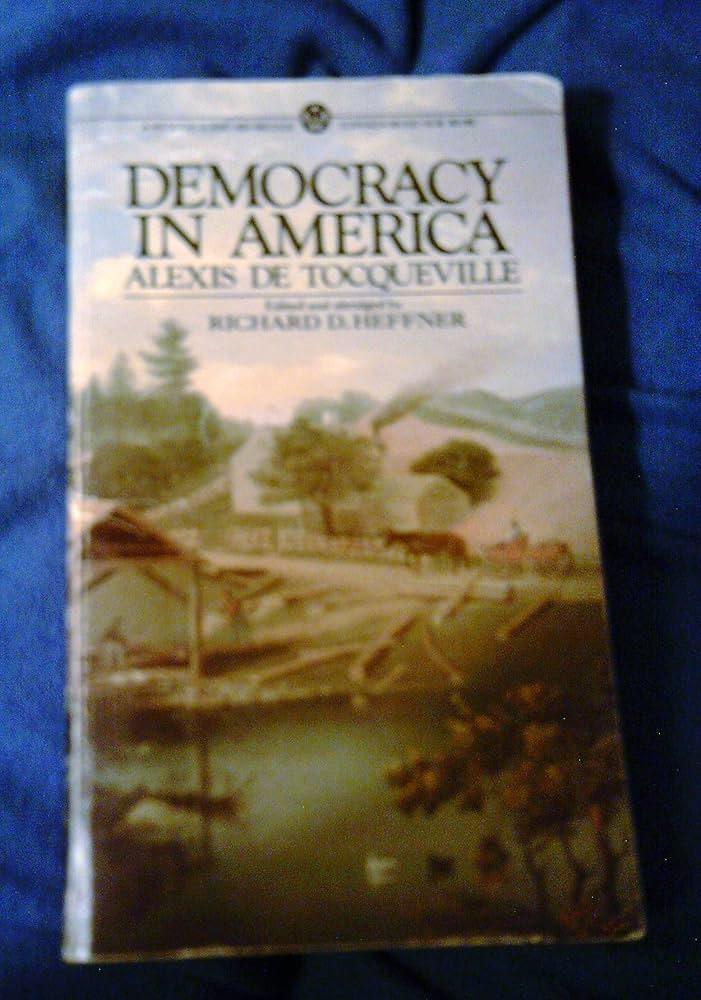 DEMOCRACY
IN AMERICA
ALEXIS DE TOCQUEVILLE
Edited and abridged by
RICHARD D. HEFFNER